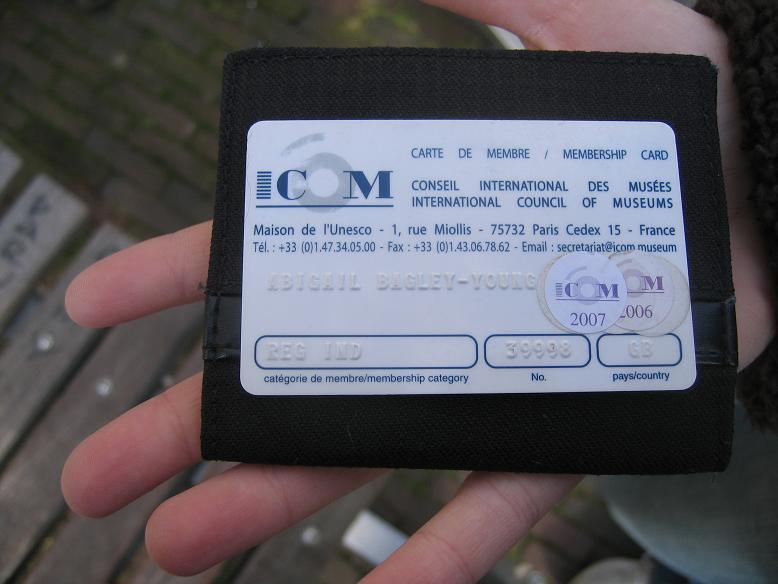 ICOM
CARTE DE MEMBRE / MEMBERSHIP CARD
CONSEIL INTERNATIONAL DES MUSÉES
INTERNATIONAL COUNCIL OF MUSEUMS
Maison de l'Unesco - 1, rue Miollis - 75732 Paris Cedex 15 - France
Tél. : +33 (0)1.47.34.05.00 - Fax : +33 (0)1.43.06.78.62 - Email : secretariat@icom.museum
ABIGAIL BAGLEY-YOUNG
ICOM
2007
COM
2006
REG IND
39998
GB
catégorie de membre/membership category
No.
pays/country